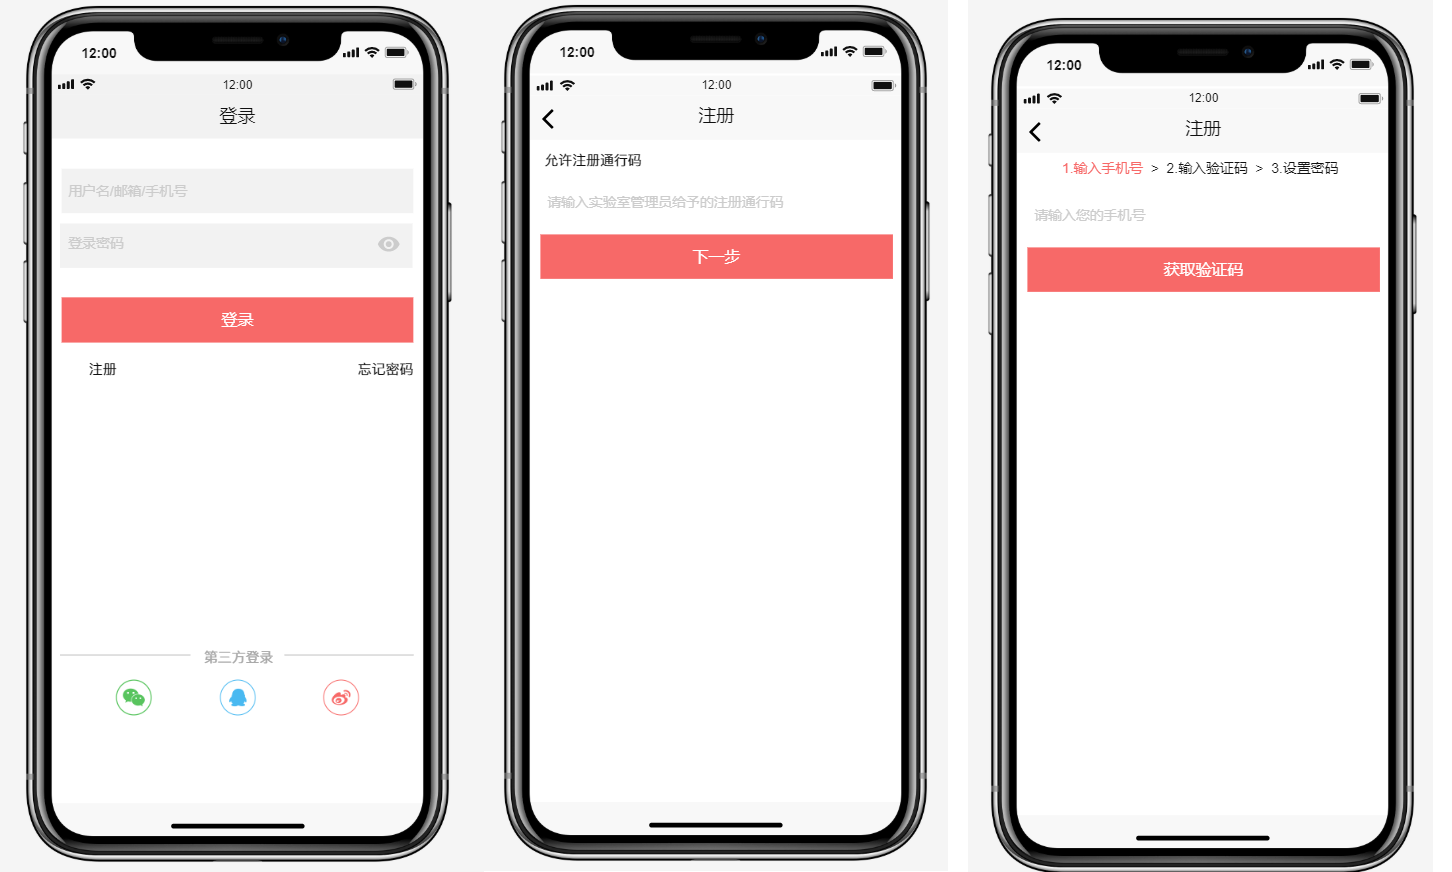 12:00
12:00
登录
用户名/邮箱/手机号
登录密码
登录
注册 忘记密码
第三方登录
12:00
12:00
注册
允许注册通行码
请输入实验室管理员给予的注册通行码
下一步
12:00
12:00
注册
1.输入手机号 > 2.输入验证码 > 3.设置密码
请输入您的手机号
获取验证码